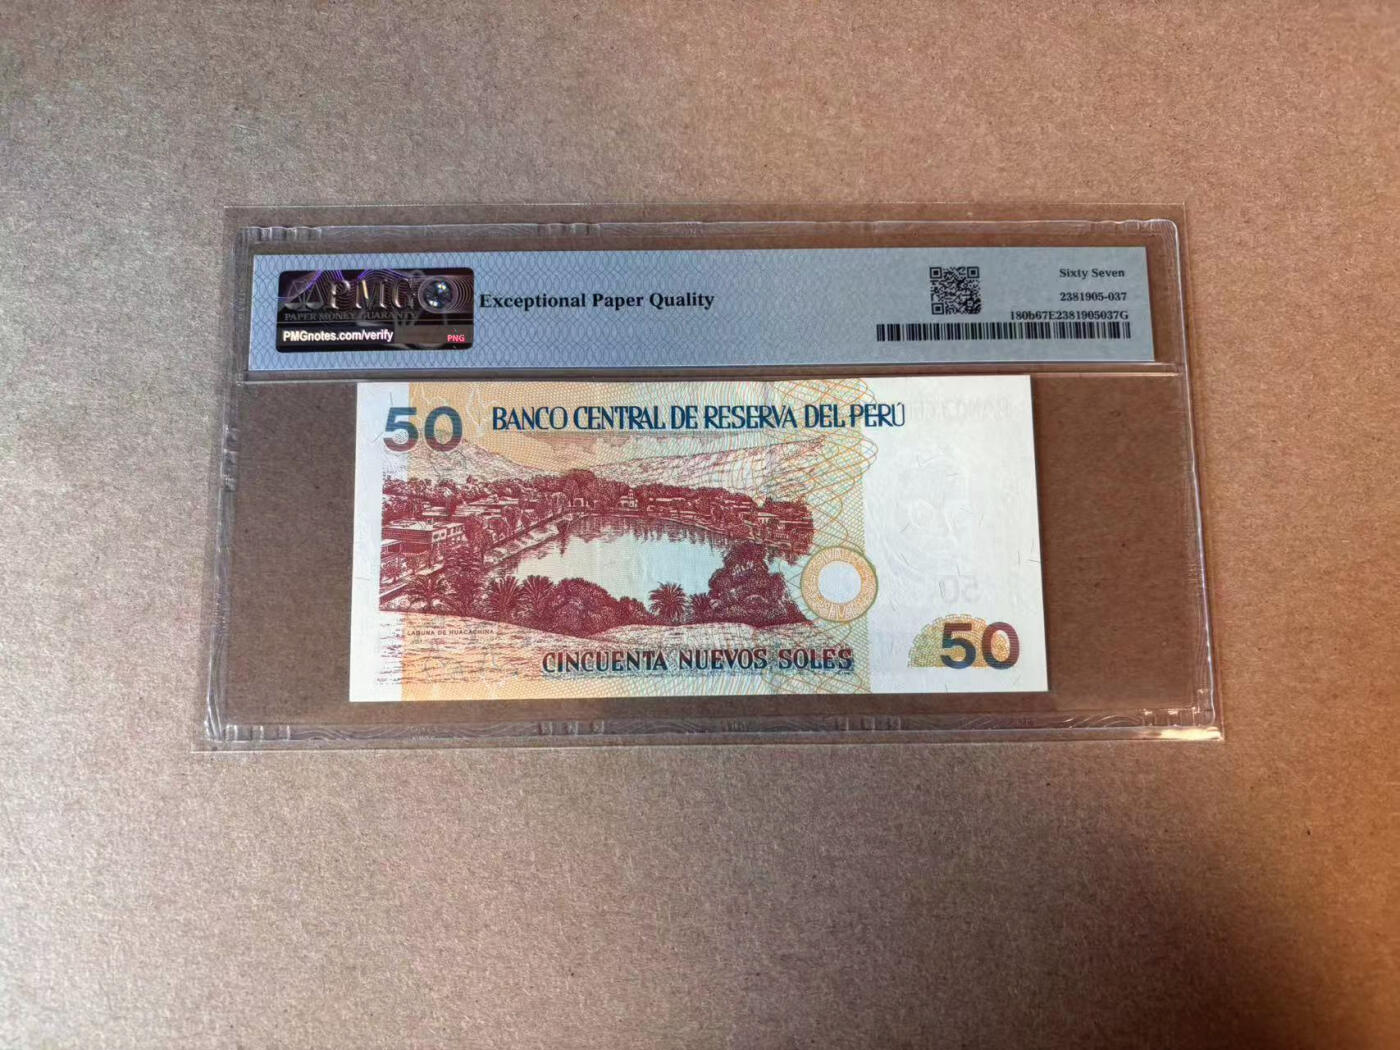 PMG
PAPER MONEY GUARANTY
PMGnotes.com/verify
PNG
Exceptional Paper Quality
Sixty Seven
2381905-037
180b67E2381905037G
50
BANCO CENTRAL DE RESERVA DEL PERÚ
LAGUNA DE HUACACHINA
CINCUENTA NUEVOS SOLES
50
50